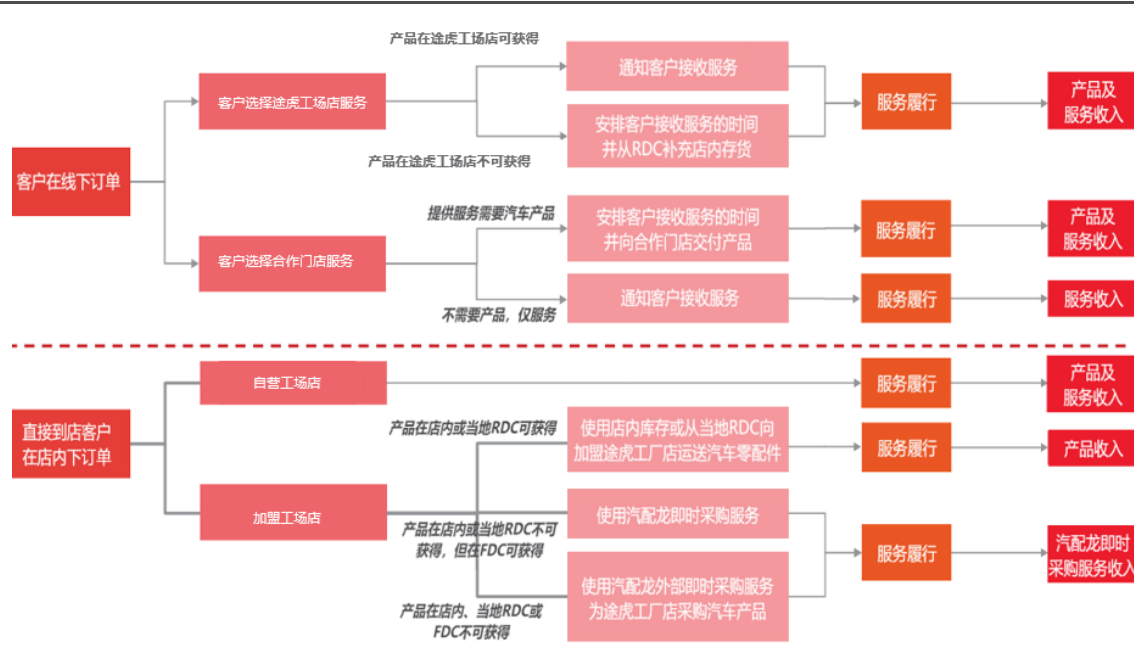 产品在途虎工场店可获得
通知客户接收服务
客户选择途虎工场店服务
服务履行
产品及
服务收入
安排客户接收服务的时间
并从RDC补充店内存货
产品在途虎工场店不可获得
客户在线下订单
提供服务需要汽车产品
安排客户接收服务的时间
并向合作门店交付产品
服务履行
产品及
服务收入
客户选择合作门店服务
通知客户接收服务
服务履行
服务收入
不需要产品，仅服务
自营工场店
服务履行
产品及
服务收入
直接到店客户
在店内下订单
产品在店内或当地RDC可获得
使用店内库存或从当地RDC向
加盟途虎工厂店运送汽车零配件
服务履行
产品收入
加盟工场店
使用汽配龙即时采购服务
产品在店内或当地RDC不可
获得，但在FDC可获得
服务履行
汽配龙即时
采购服务收入
使用汽配龙外部即时采购服务
为途虎工厂店采购汽车产品
产品在店内、当地RDC或
FDC不可获得